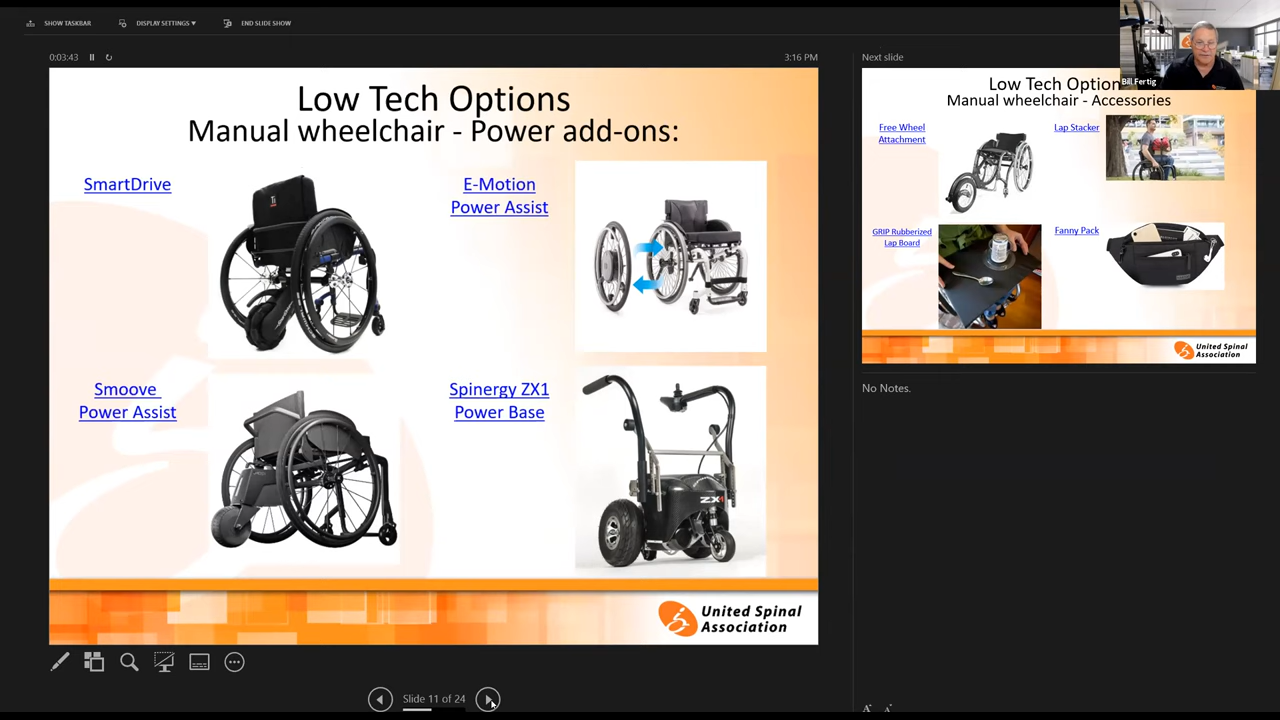 SHOW TASKBAR
DISPLAY SETTINGS ▾
END SLIDE SHOW
0:03:43
3:16 PM
Low Tech Options
Manual wheelchair - Power add-ons:
SmartDrive
E-Motion
Power Assist
Smoove
Power Assist
Spinergy ZX1
Power Base
ZX1
United Spinal
Association
Slide 11 of 24
Next slide
Bill Fertig
Low Tech Option
Manual wheelchair - Accessories
Free Wheel
Attachment
Lap Stacker
GRIP Rubberized
Lap Board
Fanny Pack
United Spinal
Association
No Notes.
A A